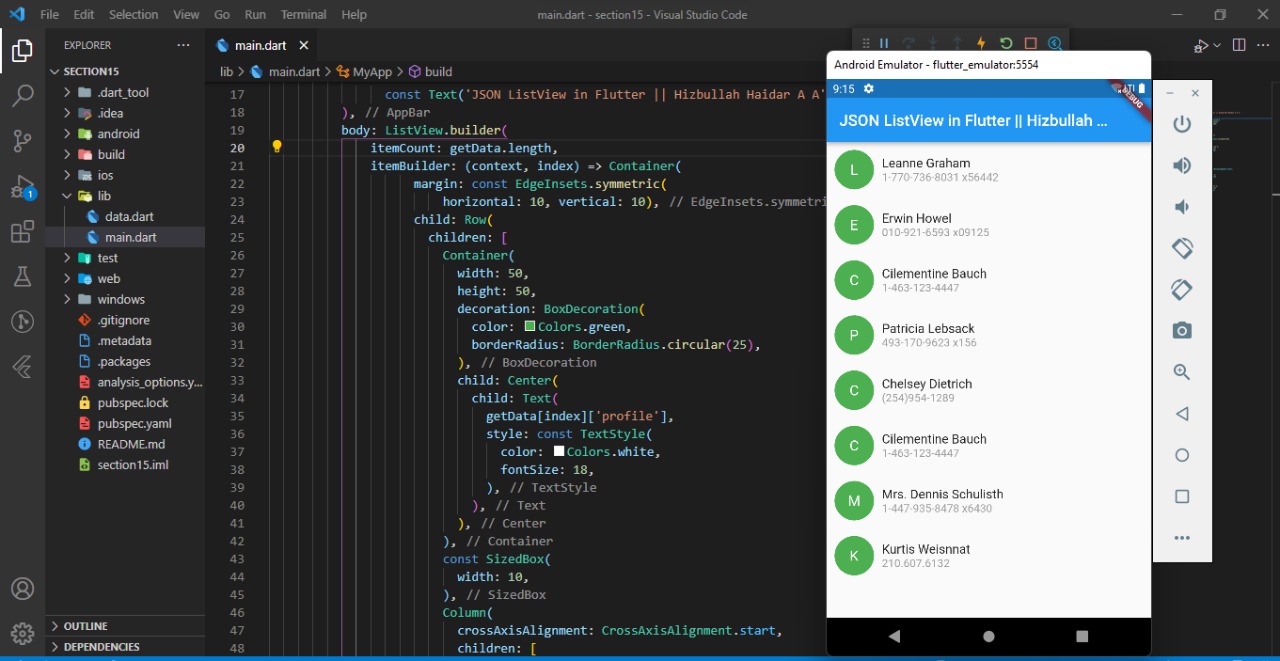 File Edit Selection View Go Run Terminal Help
main.dart - section15 - Visual Studio Code
EXPLORER
SECTION15
.dart_tool
.idea
android
build
ios
lib
data.dart
main.dart
test
web
windows
.gitignore
.metadata
.packages
analysis_options.y...
pubspec.lock
pubspec.yaml
README.md
section15.iml
OUTLINE
DEPENDENCIES
1
main.dart
lib > main.dart > MyApp > build
17 const Text('JSON ListView in Flutter || Hizbullah Haidar A A'
18 ), // AppBar
19 body: ListView.builder(
20 itemCount: getData.length,
21 itemBuilder: (context, index) => Container(
22 margin: const EdgeInsets.symmetric(
23 horizontal: 10, vertical: 10), // EdgeInsets.symmetri
24 child: Row(
25 children: [
26 Container(
27 width: 50,
28 height: 50,
29 decoration: BoxDecoration(
30 color: Colors.green,
31 borderRadius: BorderRadius.circular(25),
32 ), // BoxDecoration
33 child: Center(
34 child: Text(
35 getData[index]['profile'],
36 style: const TextStyle(
37 color: Colors.white,
38 fontSize: 18,
39 ), // TextStyle
40 ), // Text
41 ), // Center
42 ), // Container
43 const SizedBox(
44 width: 10,
45 ), // SizedBox
46 Column(
47 crossAxisAlignment: CrossAxisAlignment.start,
48 children: [
Android Emulator - flutter_emulator:5554
9:15
DEBUG
JSON ListView in Flutter || Hizbullah ...
L Leanne Graham
1-770-736-8031 x56442
E Erwin Howel
010-921-6593 x09125
C Cilementine Bauch
1-463-123-4447
P Patricia Lebsack
493-170-9623 x156
C Chelsey Dietrich
(254)954-1289
C Cilementine Bauch
1-463-123-4447
M Mrs. Dennis Schulisth
1-447-935-8478 x6430
K Kurtis Weisnnat
210.607.6132